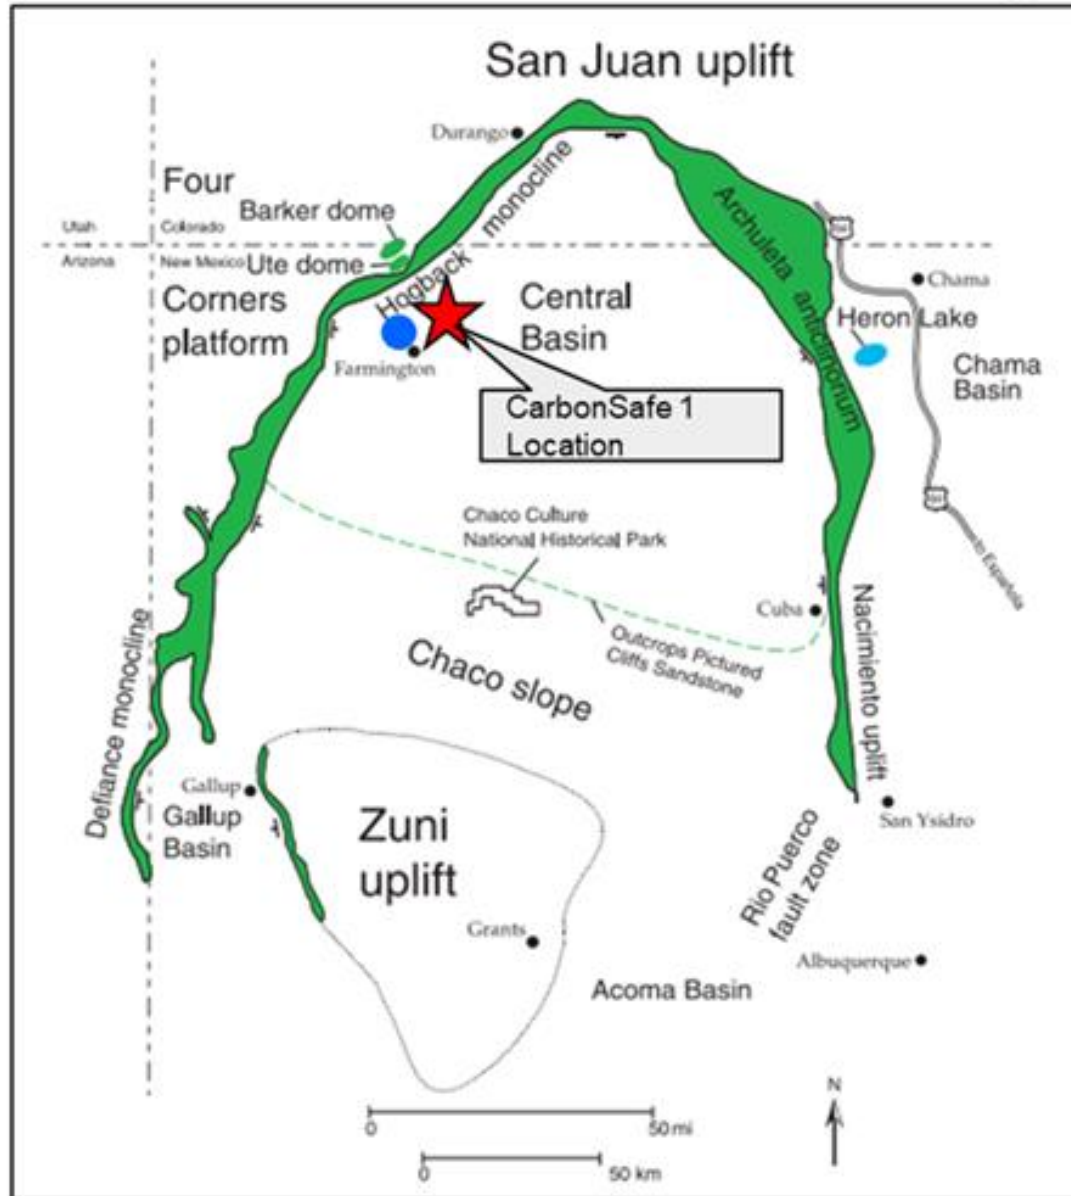 San Juan uplift
Durango
Four
Barker dome
Utah
Colorado
Arizona
New Mexico
Ute dome
Corners
platform
Hogback monocline
Archuleta anticlinorium
Central
Basin
Chama
Heron Lake
Chama
Basin
Farmington
CarbonSafe 1
Location
to Española
Chaco Culture
National Historical Park
Cuba
Outcrops Pictured
Cliffs Sandstone
Nacimiento uplift
Chaco slope
Defiance monocline
Gallup
Gallup
Basin
Zuni
uplift
San Ysidro
Rio Puerco
fault zone
Grants
Albuquerque
Acoma Basin
N
0
50 mi
0
50 km